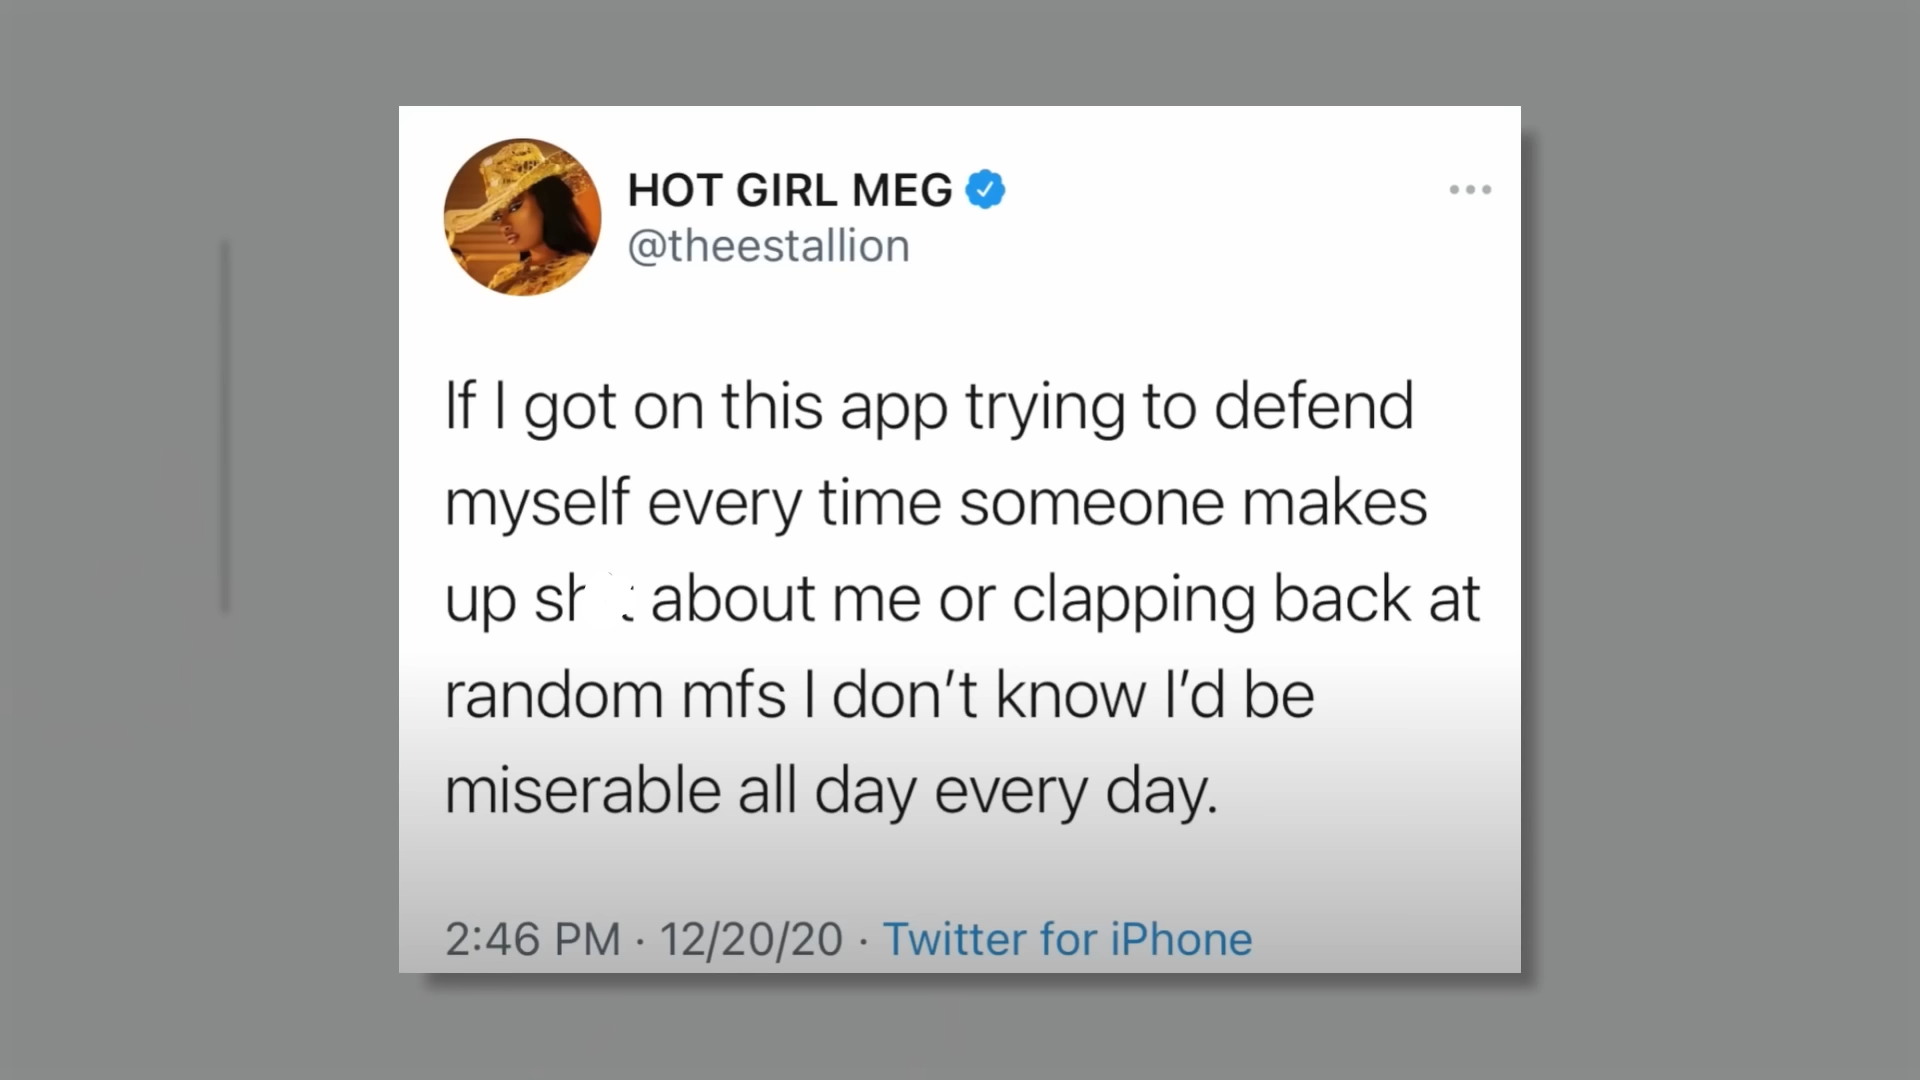 HOT GIRL MEG
@theestallion
If I got on this app trying to defend
myself every time someone makes
up about me or clapping back at
random mfs I don’t know I’d be
miserable all day every day.
2:46 PM · 12/20/20 · Twitter for iPhone